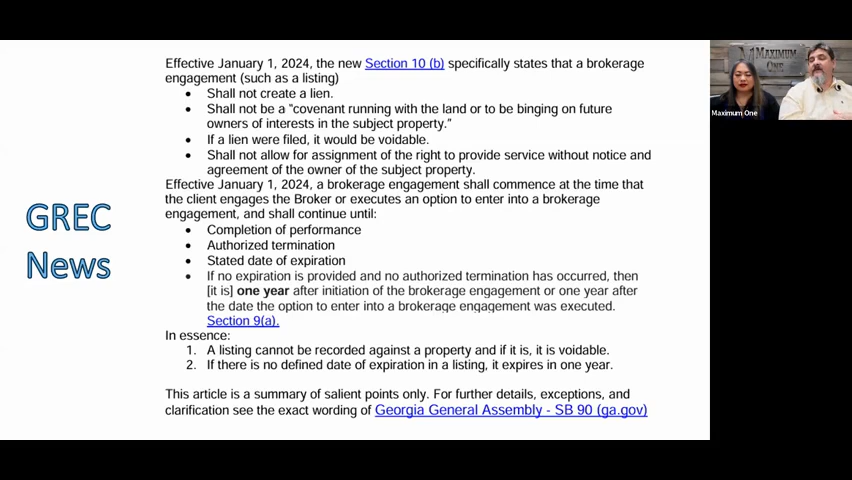 Effective January 1, 2024, the new Section 10 (b) specifically states that a brokerage
engagement (such as a listing)
• Shall not create a lien.
• Shall not be a "covenant running with the land or to be binging on future
owners of interests in the subject property."
• If a lien were filed, it would be voidable.
• Shall not allow for assignment of the right to provide service without notice and
agreement of the owner of the subject property.
Effective January 1, 2024, a brokerage engagement shall commence at the time that
the client engages the Broker or executes an option to enter into a brokerage
engagement, and shall continue until:
• Completion of performance
• Authorized termination
• Stated date of expiration
• If no expiration is provided and no authorized termination has occurred, then
[it is] one year after initiation of the brokerage engagement or one year after
the date the option to enter into a brokerage engagement was executed.
Section 9(a).
In essence:
1. A listing cannot be recorded against a property and if it is, it is voidable.
2. If there is no defined date of expiration in a listing, it expires in one year.
This article is a summary of salient points only. For further details, exceptions, and
clarification see the exact wording of Georgia General Assembly - SB 90 (ga.gov)
GREC
News
MAXIMUM
ONE
Maximum One